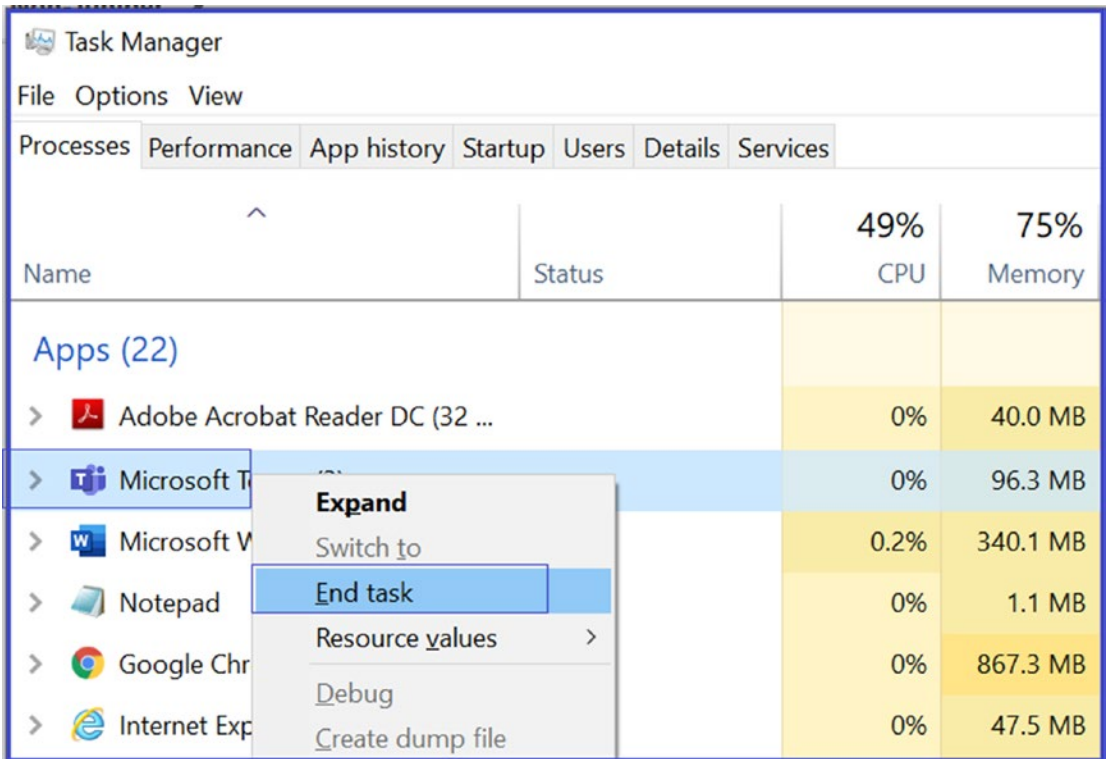 Task Manager
File Options View
Processes Performance App history Startup Users Details Services
49% 75%
Name Status CPU Memory
Apps (22)
Adobe Acrobat Reader DC (32 ... 0% 40.0 MB
Microsoft 0% 96.3 MB
Expand
Microsoft W 0.2% 340.1 MB
Switch to
End task
Notepad 0% 1.1 MB
Resource values
Google Chr 0% 867.3 MB
Debug
Internet Exp 0% 47.5 MB
Create dump file